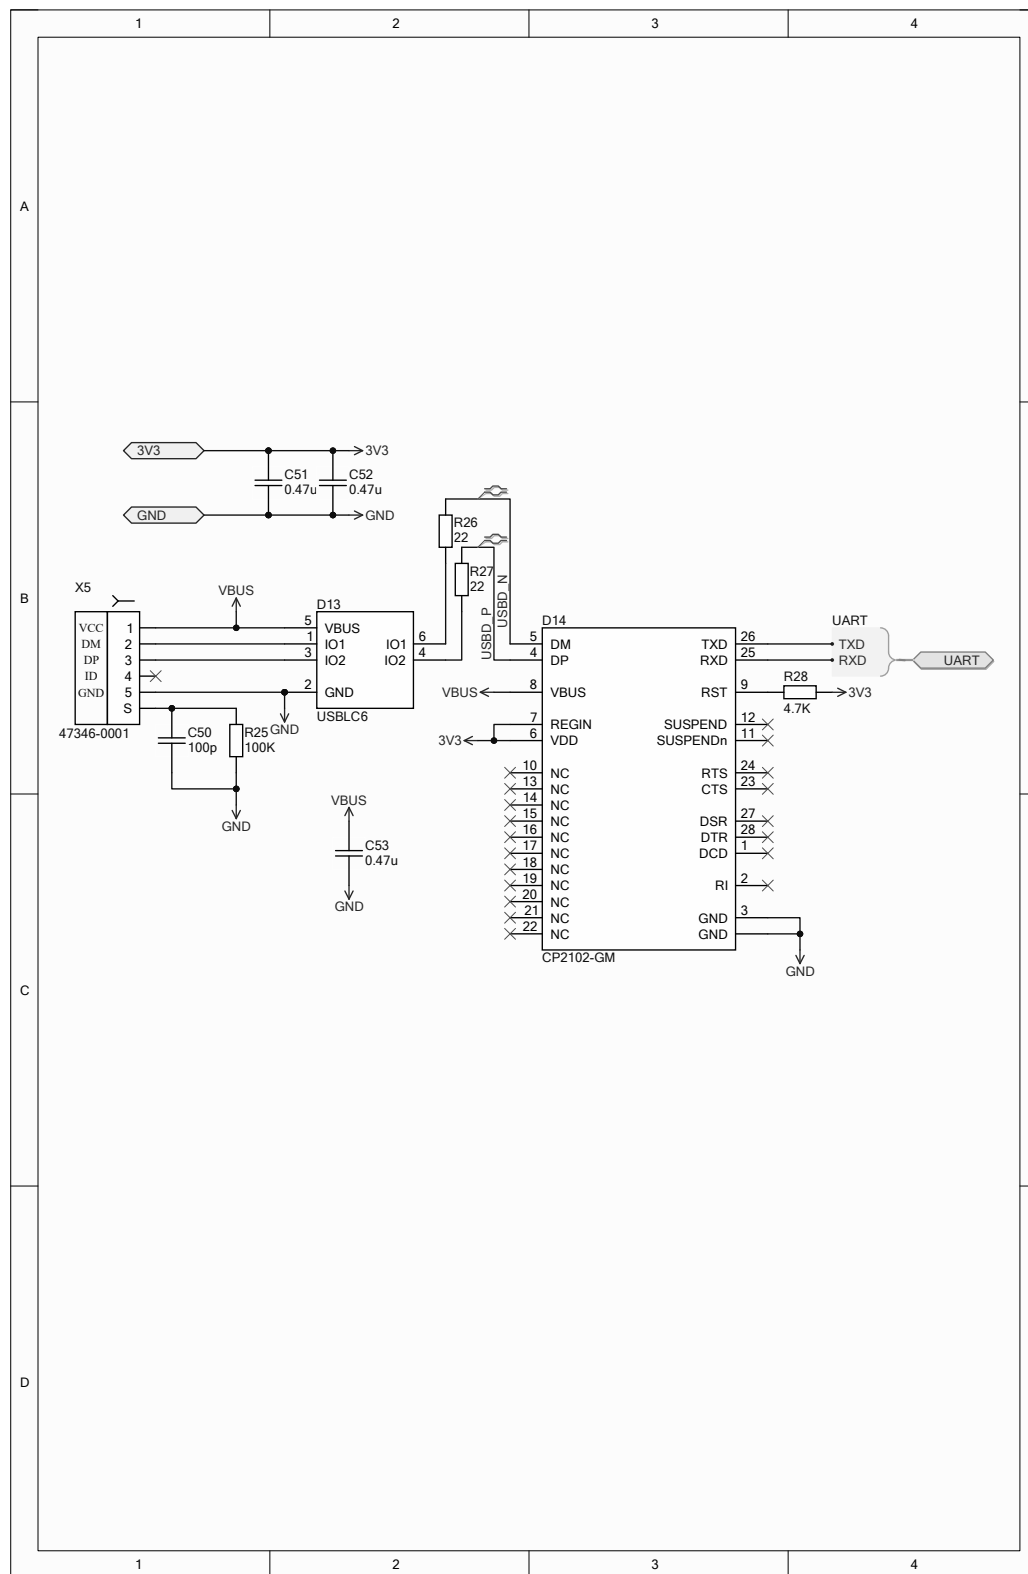 1 2 3 4
A
3V3 3V3
C51 C52
0.47u 0.47u
GND GND
R26
22
R27
22
USBD_P
USBD_N
B
X5
VCC 1
DM 2
DP 3
ID 4
GND 5
S
47346-0001
VBUS
D13
5 VBUS
1 IO1 IO1 6
3 IO2 IO2 4
2 GND
USBLC6
GND
C50
100p
R25
100K
GND
VBUS
C53
0.47u
GND
D14
5 DM TXD 26
4 DP RXD 25
VBUS 8 VBUS RST 9
7 REGIN SUSPEND 12
3V3 6 VDD SUSPENDn 11
10 NC RTS 24
13 NC CTS 23
14 NC
15 NC DSR 27
16 NC DTR 28
17 NC DCD 1
18 NC
19 NC RI 2
20 NC
21 NC GND 3
22 NC GND
CP2102-GM
GND
UART
TXD
RXD
UART
R28
4.7K
3V3
C
D
1 2 3 4